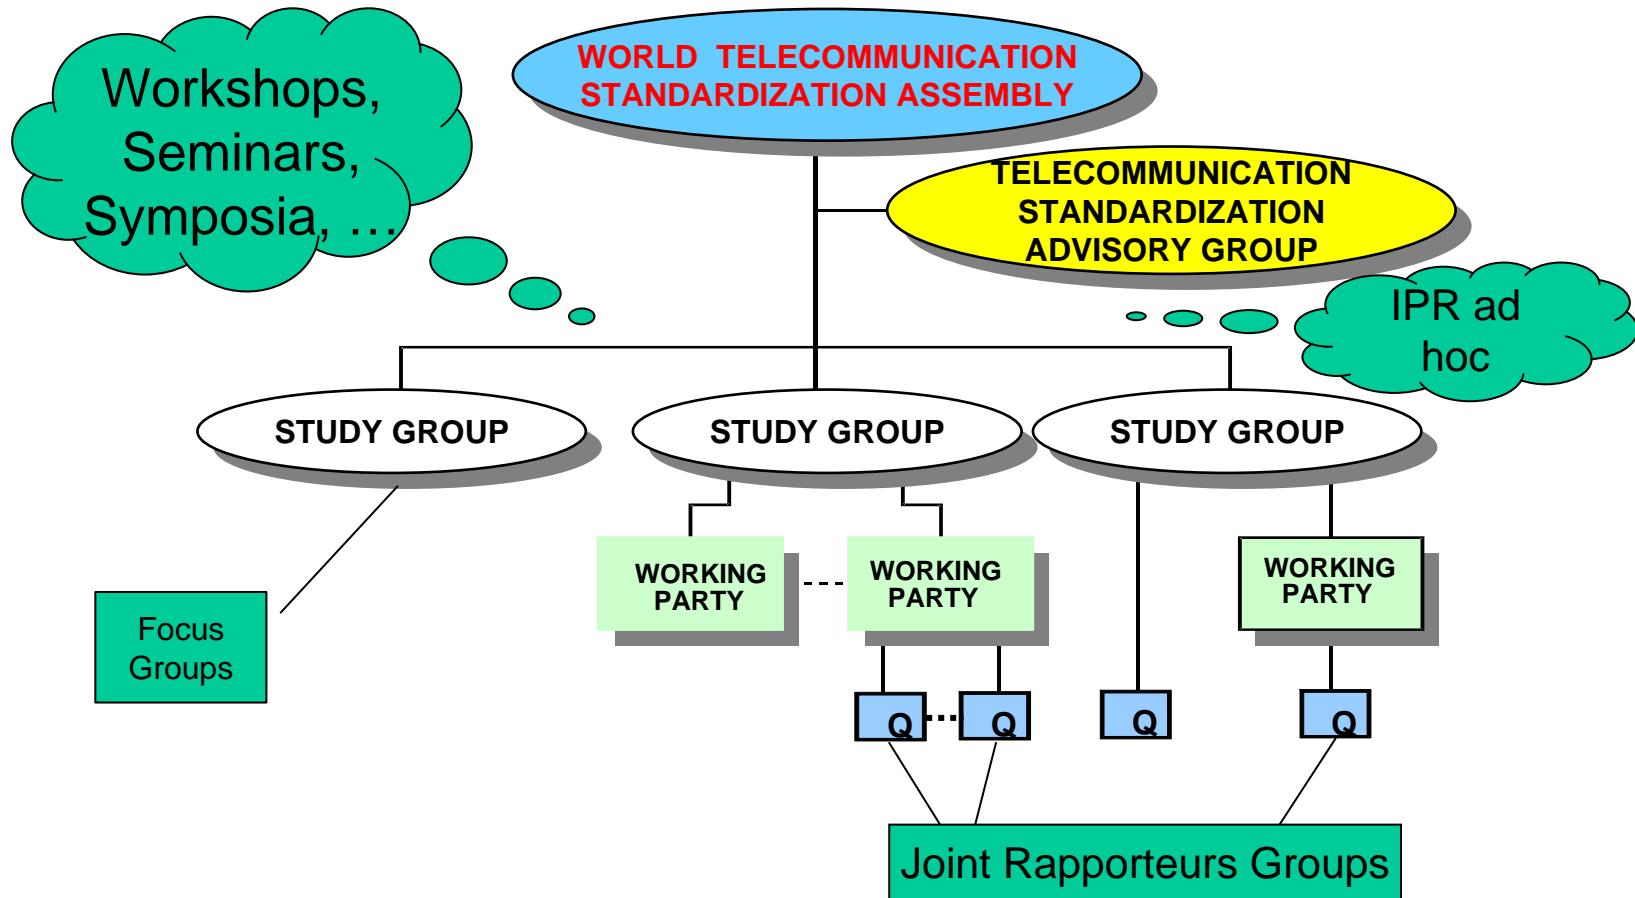 WORLD TELECOMMUNICATION
STANDARDIZATION ASSEMBLY
Workshops,
Seminars,
Symposia, ...
TELECOMMUNICATION
STANDARDIZATION
ADVISORY GROUP
IPR ad
hoc
STUDY GROUP
STUDY GROUP
STUDY GROUP
WORKING
PARTY
WORKING
PARTY
WORKING
PARTY
Focus
Groups
Q
Q
Q
Q
Joint Rapporteurs Groups